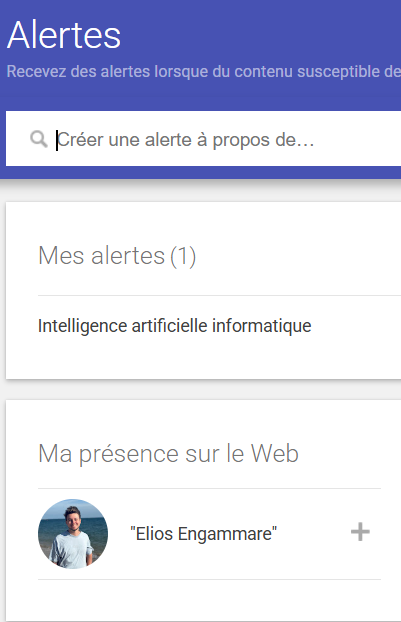 Alertes
Recevez des alertes lorsque du contenu susceptible de
Créer une alerte à propos de…
Mes alertes (1)
Intelligence artificielle informatique
Ma présence sur le Web
"Elios Engammare"